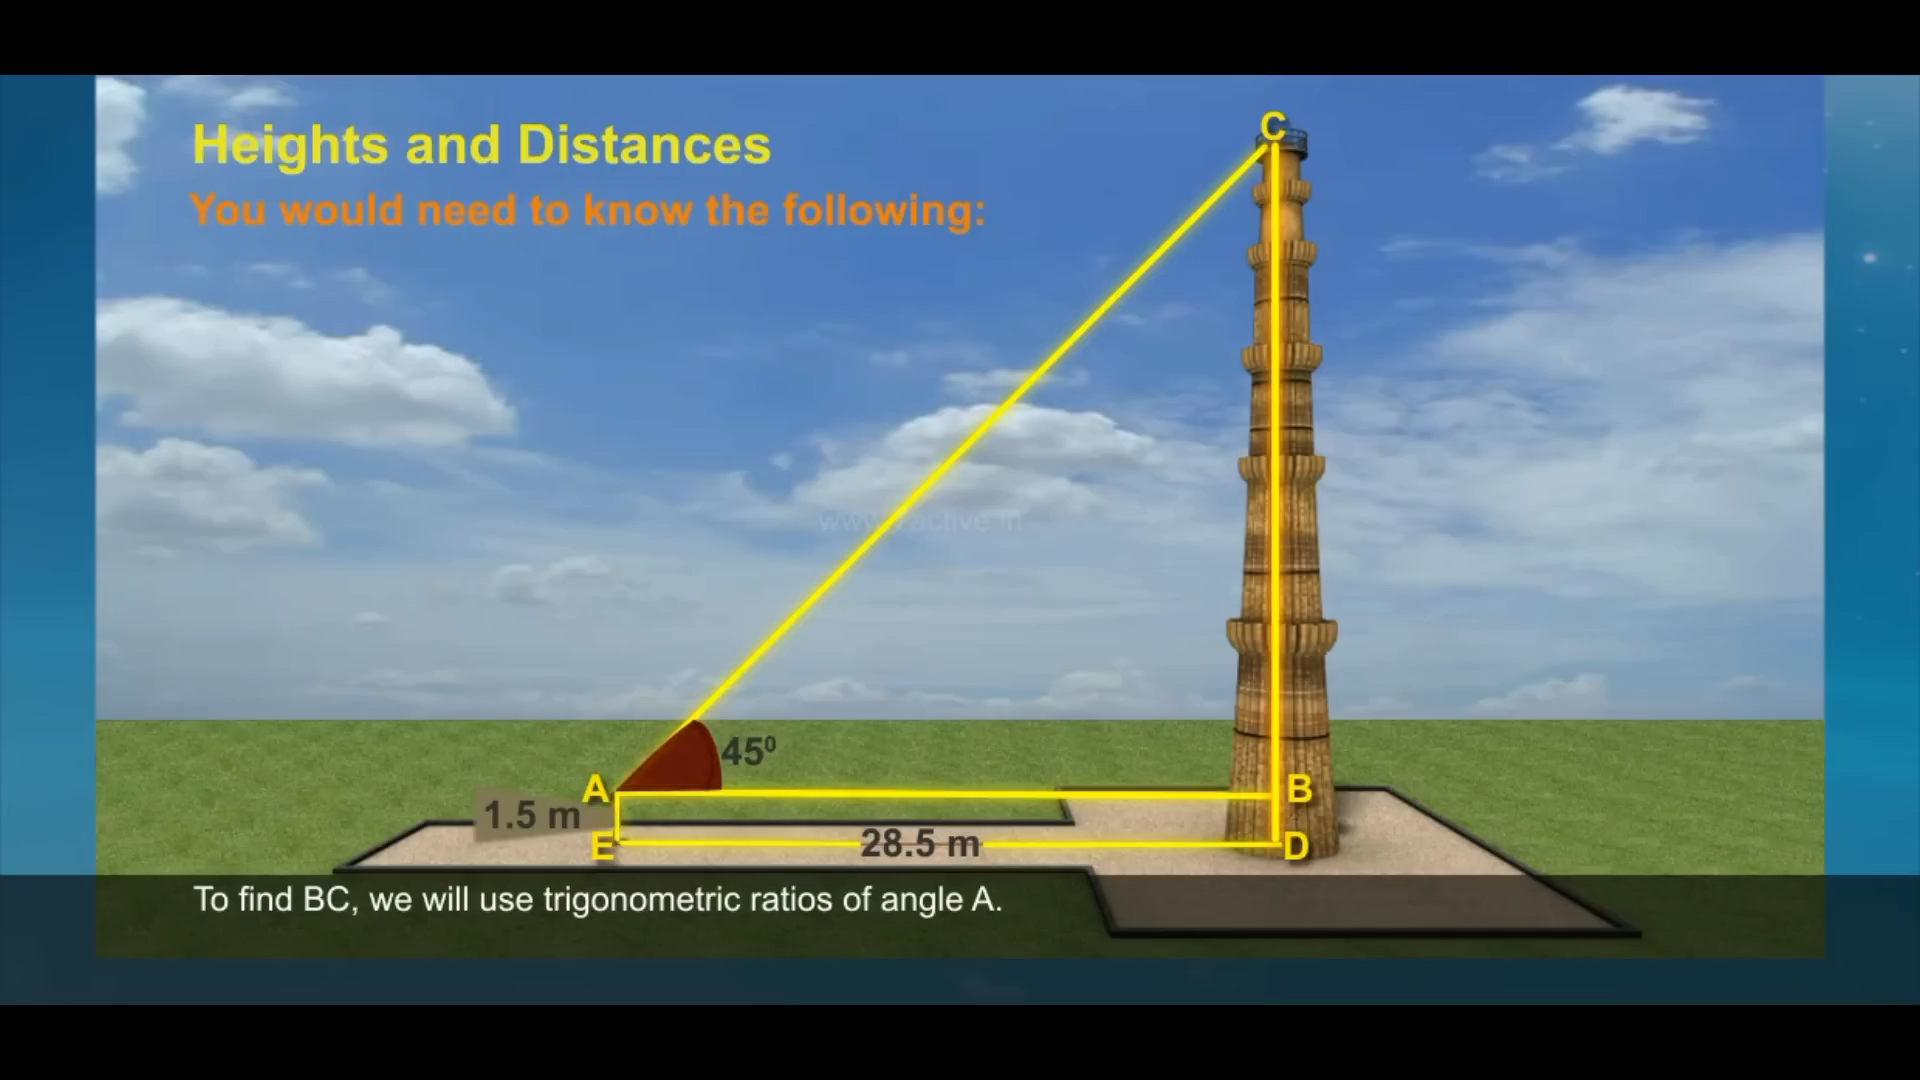 Heights and Distances
You would need to know the following:
C
45⁰
A
B
1.5 m
E
28.5 m
D
To find BC, we will use trigonometric ratios of angle A.